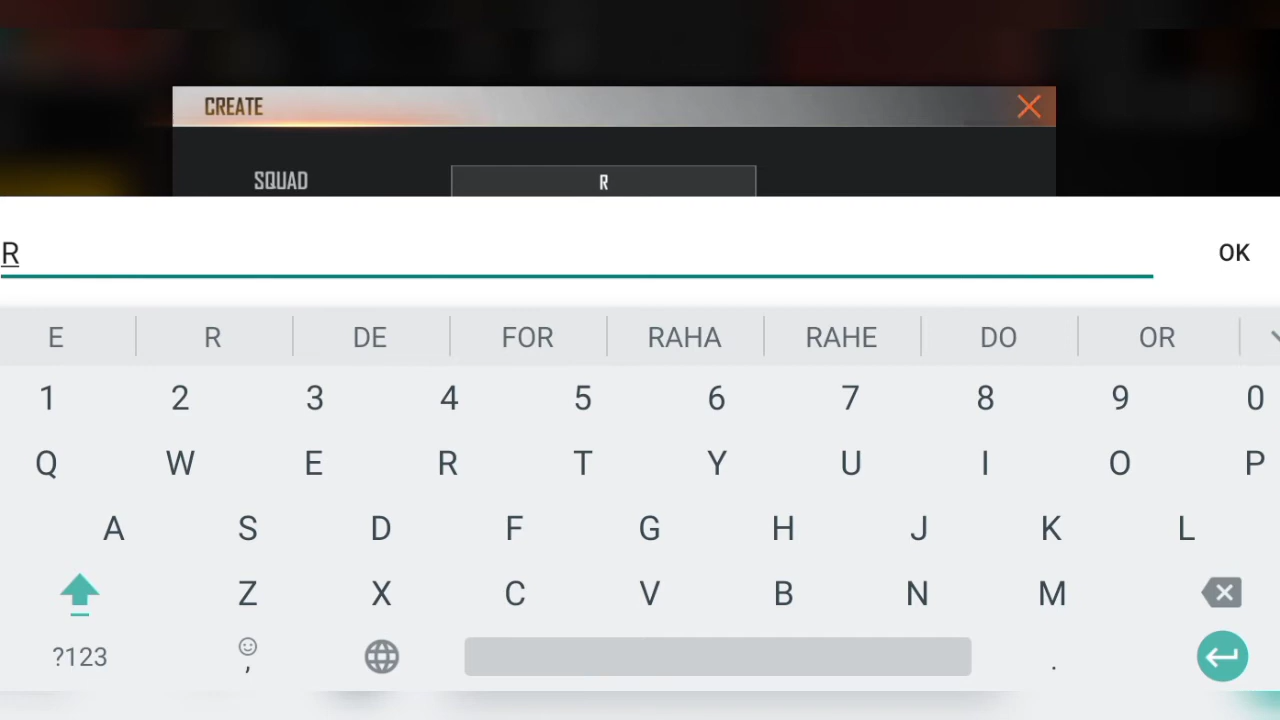 CREATE
SQUAD R
R OK
E R DE FOR RAHA RAHE DO OR
1 2 3 4 5 6 7 8 9 0
Q W E R T Y U I O P
A S D F G H J K L
Z X C V B N M
?123 , .